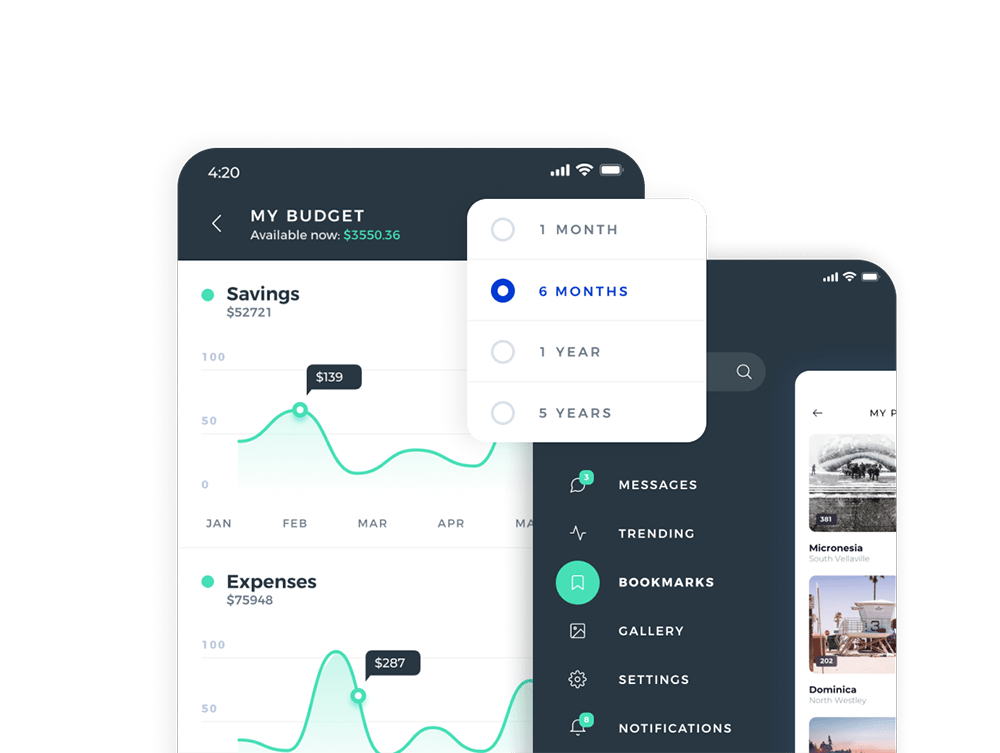 4:20
MY BUDGET
Available now: $3550.36
Savings
$52721
100
50
0
$139
JAN FEB MAR APR MA
Expenses
$75948
100
50
$287
1 MONTH
6 MONTHS
1 YEAR
5 YEARS
3
MESSAGES
TRENDING
BOOKMARKS
GALLERY
SETTINGS
8
NOTIFICATIONS
MY P
381
Micronesia
South Vellaville
3
202
Dominica
North Westley